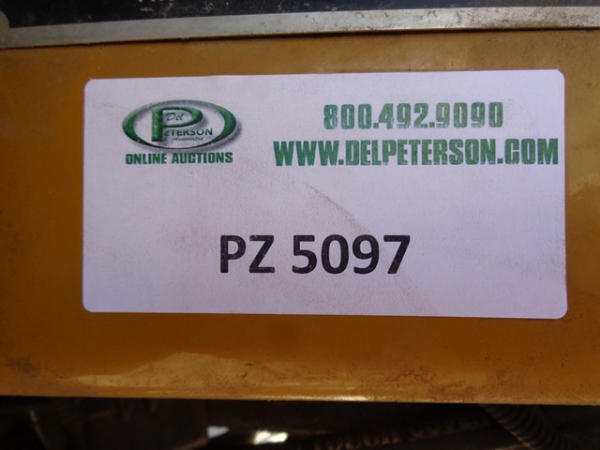 Del
PETERSON
ONLINE AUCTIONS
800.492.9090
WWW.DELPETERSON.COM
PZ 5097